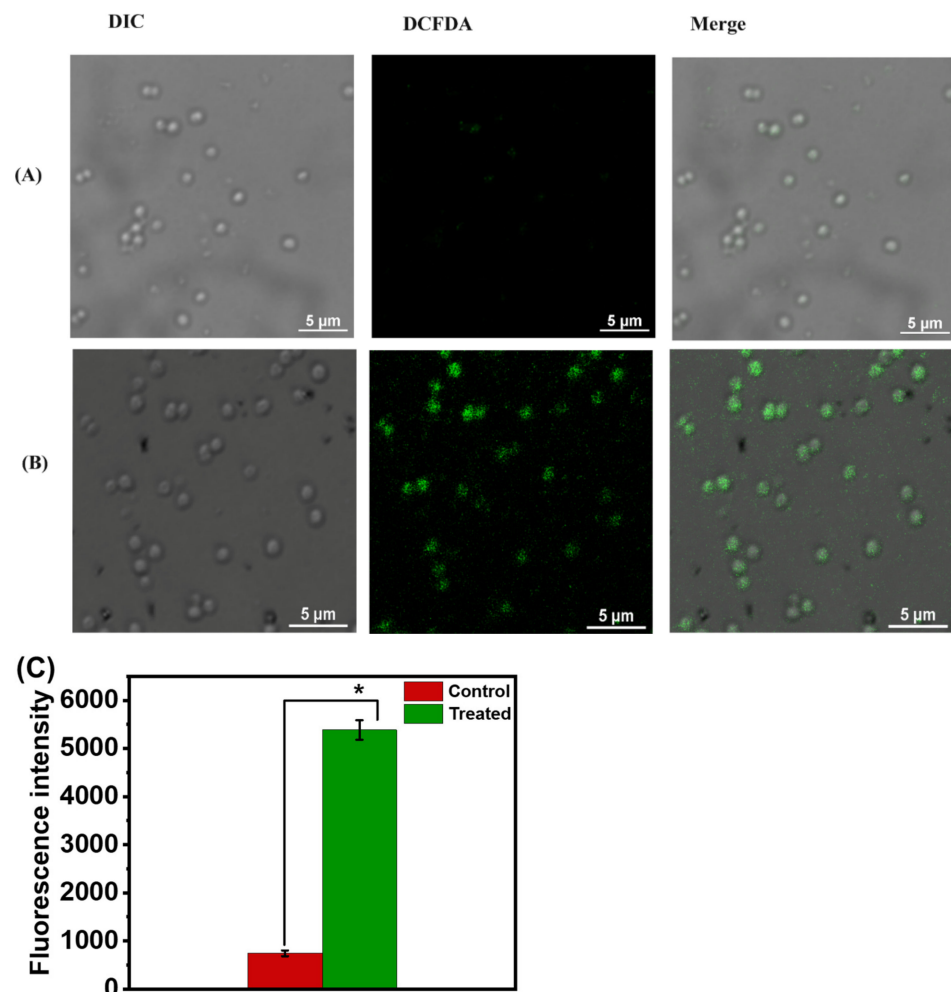 DIC DCFDA Merge
(A)
5 µm 5 µm 5 µm
(B)
5 µm 5 µm 5 µm
(C)
Fluorescence intensity
6000
5000
4000
3000
2000
1000
0
*
Control
Treated